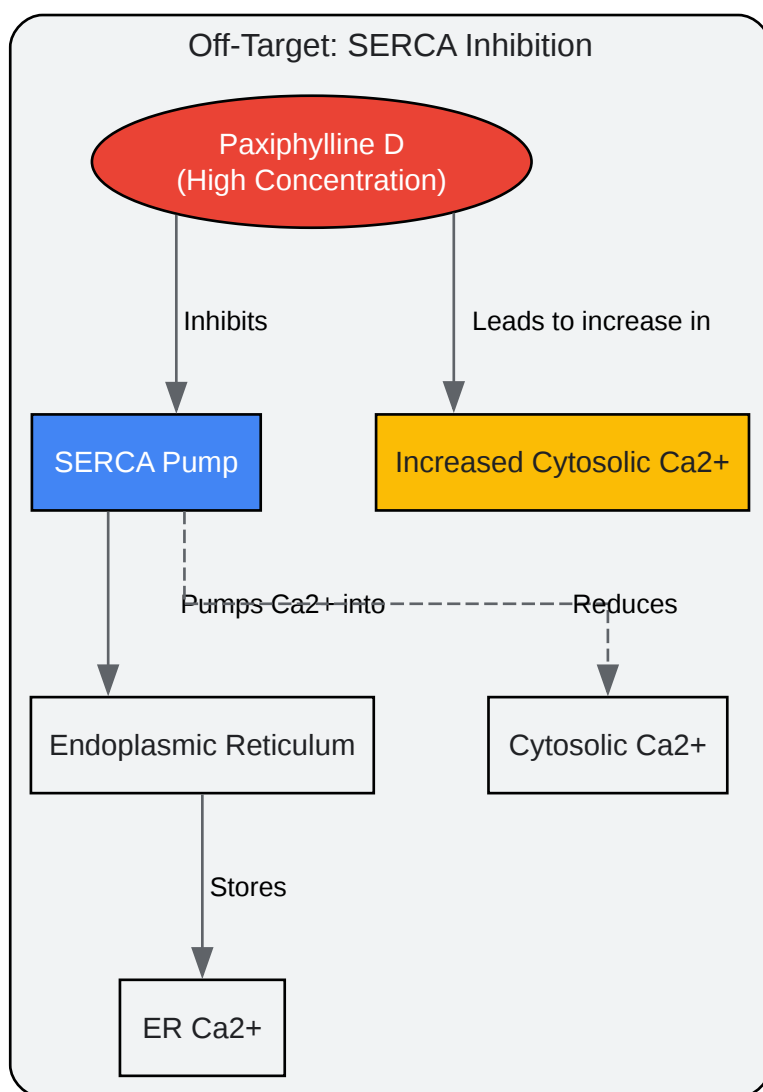 Off-Target: SERCA Inhibition
Paxiphylline D
(High Concentration)
Inhibits
Leads to increase in
SERCA Pump
Increased Cytosolic Ca2+
Pumps Ca2+ into
Reduces
Endoplasmic Reticulum
Cytosolic Ca2+
Stores
ER Ca2+